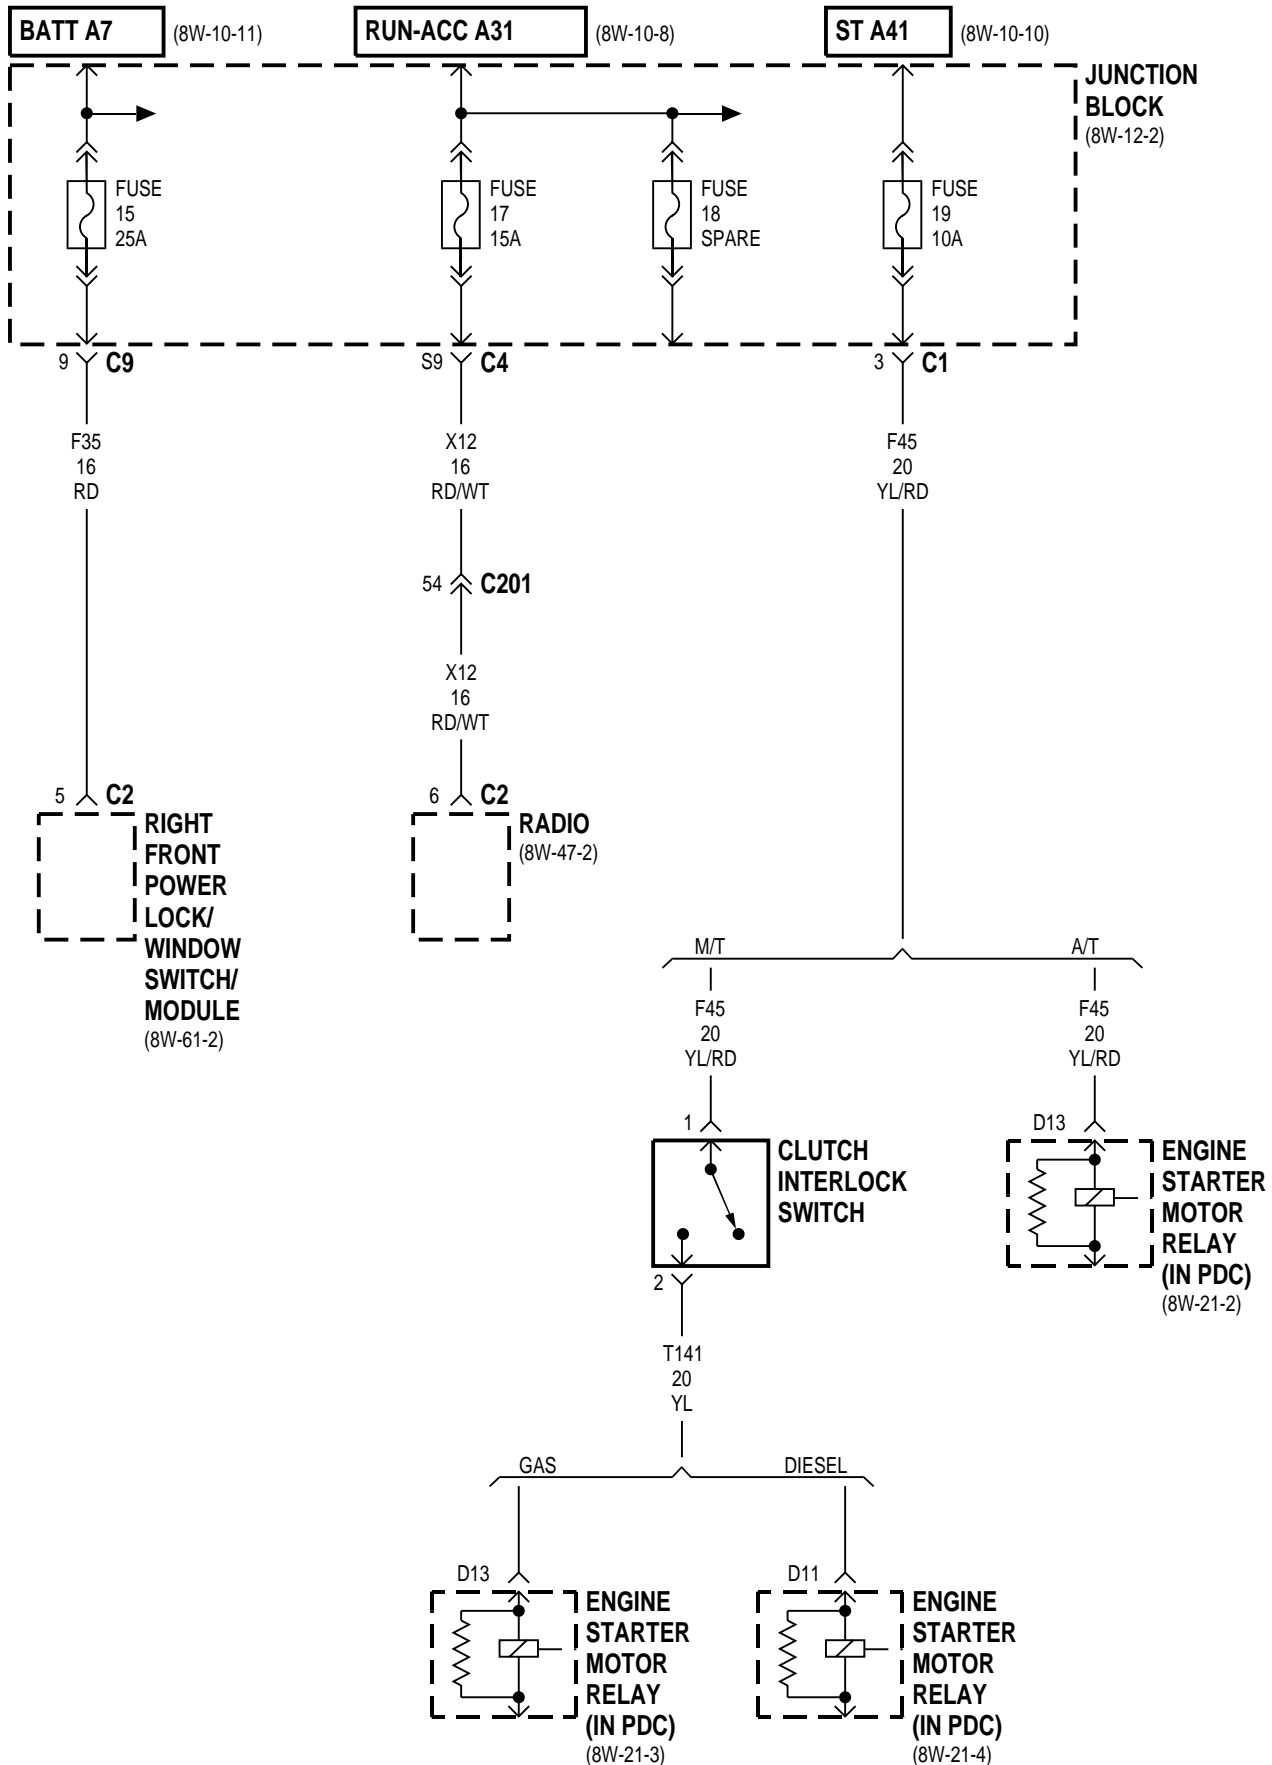 BATT A7 (8W-10-11)
RUN-ACC A31 (8W-10-8)
ST A41 (8W-10-10)
JUNCTION
BLOCK
(8W-12-2)
FUSE
15
25A
FUSE
17
15A
FUSE
18
SPARE
FUSE
19
10A
9 C9
S9 C4
3 C1
F35
16
RD
X12
16
RD/WT
F45
20
YL/RD
54 C201
X12
16
RD/WT
5 C2
RIGHT
FRONT
POWER
LOCK/
WINDOW
SWITCH/
MODULE
(8W-61-2)
6 C2
RADIO
(8W-47-2)
M/T
A/T
F45
20
YL/RD
F45
20
YL/RD
1
CLUTCH
INTERLOCK
SWITCH
2
D13
ENGINE
STARTER
MOTOR
RELAY
(IN PDC)
(8W-21-2)
T141
20
YL
GAS
DIESEL
D13
ENGINE
STARTER
MOTOR
RELAY
(IN PDC)
(8W-21-3)
D11
ENGINE
STARTER
MOTOR
RELAY
(IN PDC)
(8W-21-4)